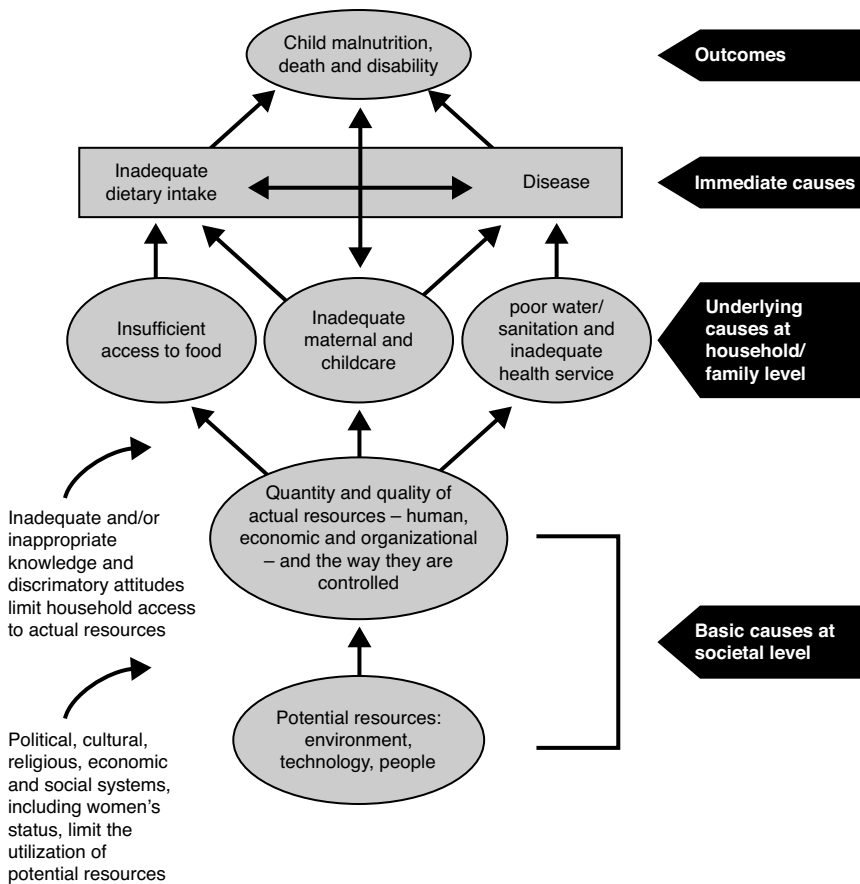 Child malnutrition,
death and disability
Outcomes
Inadequate
dietary intake
Disease
Immediate causes
Insufficient
access to food
Inadequate
maternal and
childcare
poor water/
sanitation and
inadequate
health service
Underlying
causes at
household/
family level
Inadequate and/or
inappropriate
knowledge and
discrimatory attitudes
limit household access
to actual resources
Quantity and quality of
actual resources – human,
economic and organizational
– and the way they are
controlled
Basic causes at
societal level
Political, cultural,
religious, economic
and social systems,
including women's
status, limit the
utilization of
potential resources
Potential resources:
environment,
technology, people